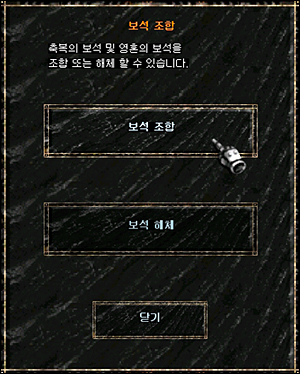 보석 조합
축복의 보석 및 영혼의 보석을
조합 또는 해체 할 수 있습니다.
보석 조합
보석 해체
닫기